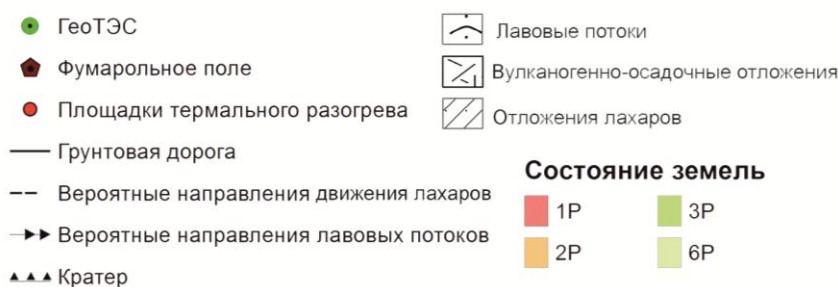 ГеоТЭС
Фумарольное поле
Площадки термального разогрева
Грунтовая дорога
Вероятные направления движения лахаров
Вероятные направления лавовых потоков
Кратер
Лавовые потоки
Вулканогенно-осадочные отложения
Отложения лахаров
Состояние земель
1Р
3Р
2Р
6Р